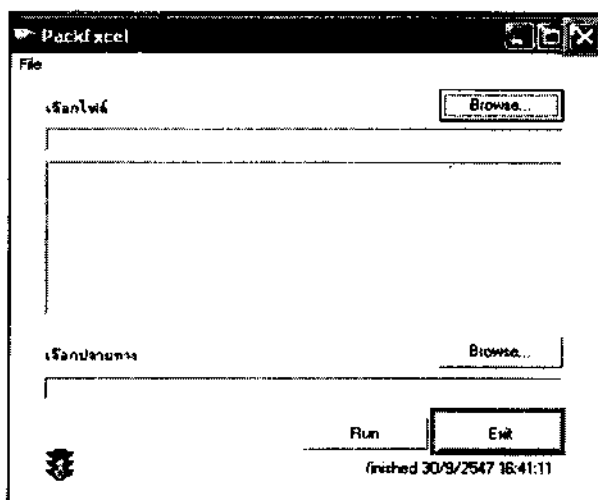 PackExcel
File
เลือกไฟล์ Browse...
เลือกปลายทาง Browse...
Run Exit
finished 30/9/2547 16:41:11